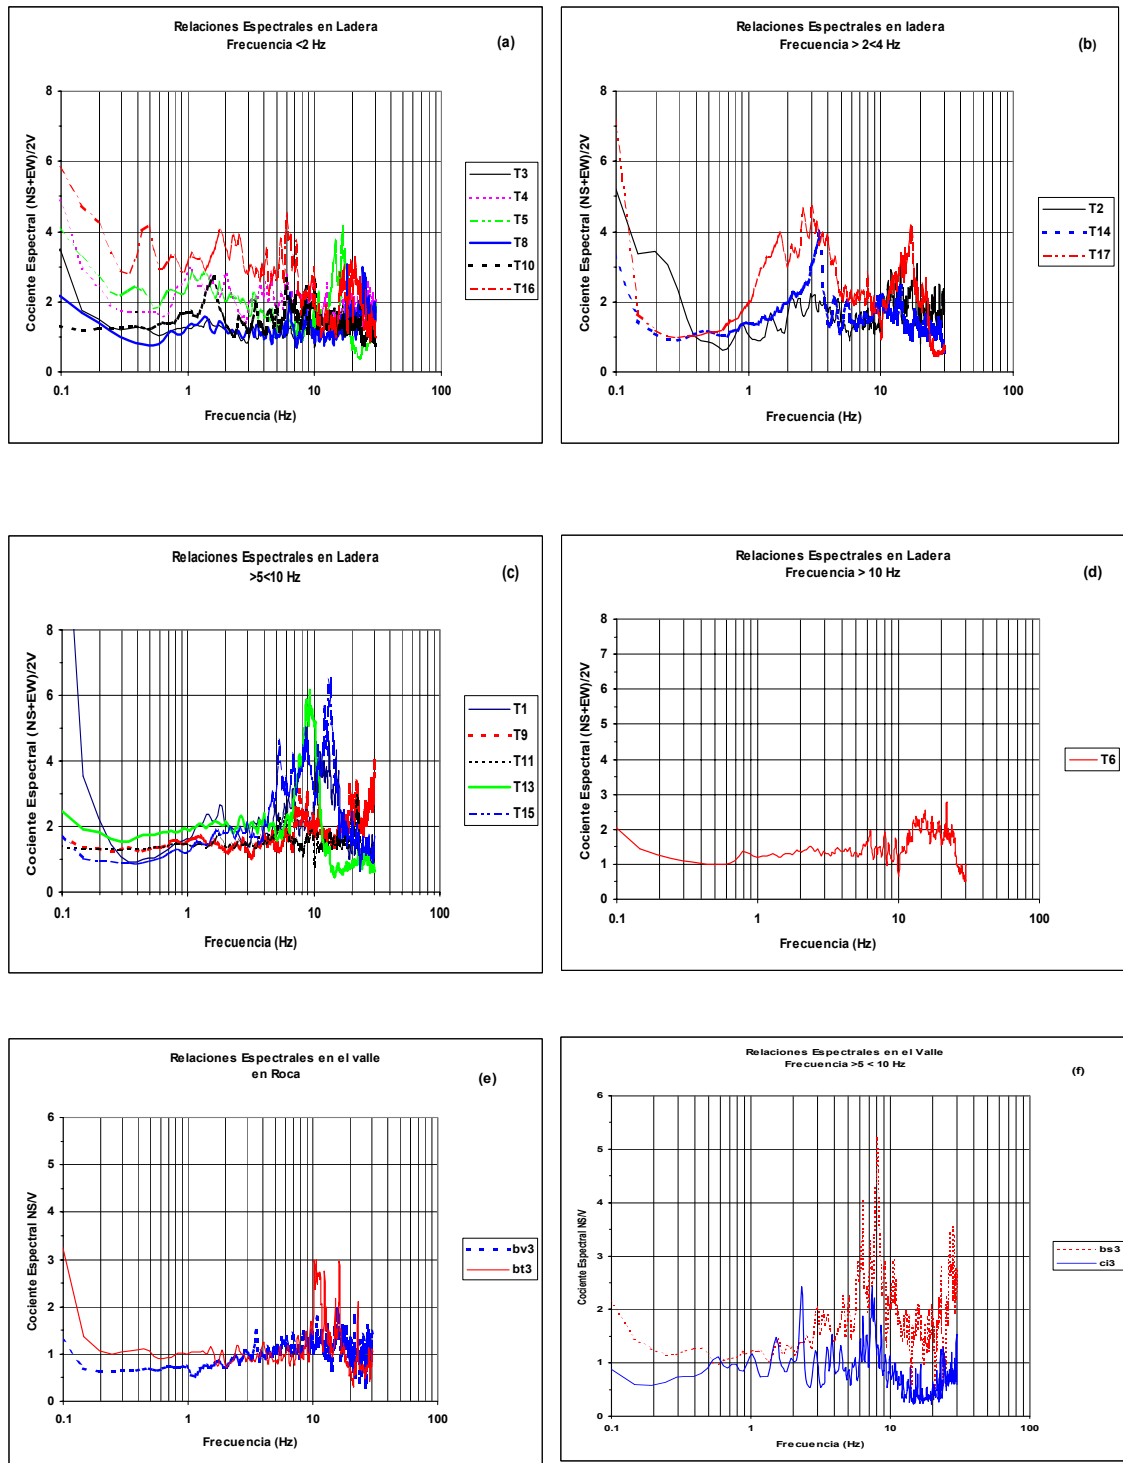 Relaciones Espectrales en Ladera
Frecuencia <2 Hz
(a)
Cociente Espectral (NS+EW)/2V
8
6
4
2
0
0.1
1
10
100
Frecuencia (Hz)
T3
T4
T5
T8
T10
T16
Relaciones Espectrales en ladera
Frecuencia > 2<4 Hz
(b)
Cociente Espectral (NS+EW)/2V
8
6
4
2
0
0.1
1
10
100
Frecuencia (Hz)
T2
T14
T17
Relaciones Espectrales en Ladera
>5<10 Hz
(c)
Cociente Espectral (NS+EW)/2V
8
6
4
2
0
0.1
1
10
100
Frecuencia (Hz)
T1
T9
T11
T13
T15
Relaciones Espectrales en Ladera
Frecuencia > 10 Hz
(d)
Cociente Espectral (NS+EW)/2V
8
7
6
5
4
3
2
1
0
0.1
1
10
100
Frecuencia (Hz)
T6
Relaciones Espectrales en el valle
en Roca
(e)
Cociente Espectral NS/V
6
5
4
3
2
1
0
0.1
1
10
100
Frecuencia (Hz)
bv3
bt3
Relaciones Espectrales en el Valle
Frecuencia >5 < 10 Hz
(f)
Cociente Espectral NS/V
6
5
4
3
2
1
0
0.1
1
10
100
Frecuencia (Hz)
bs3
ci3